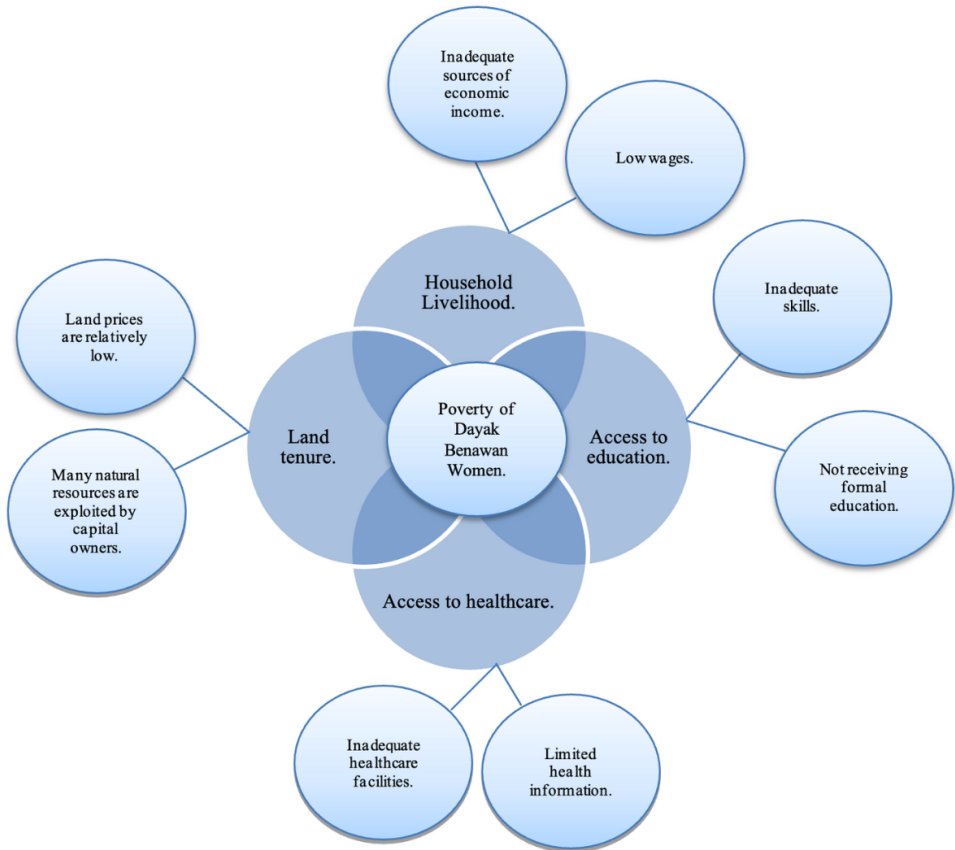 Inadequate
sources of
economic
income.
Low wages.
Household
Livelihood.
Inadequate
skills.
Land prices
are relatively
low.
Land
tenure.
Poverty of
Dayak
Benawan
Women.
Access to
education.
Many natural
resources are
exploited by
capital
owners.
Not receiving
formal
education.
Access to healthcare.
Inadequate
healthcare
facilities.
Limited
health
information.